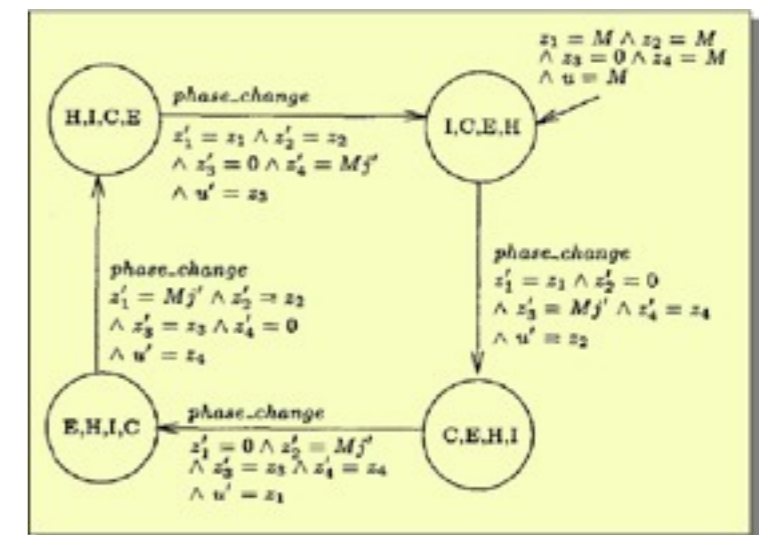 z₁ = M ∧ z₂ = M
∧ z₃ = 0 ∧ z₄ = M
∧ u = M
H,I,C,E
phase_change
z′₁ = z₁ ∧ z′₂ = z₂
∧ z′₃ = 0 ∧ z′₄ = Mj′
∧ u′ = z₃
I,C,E,H
phase_change
z′₁ = z₁ ∧ z′₂ = 0
∧ z′₃ = Mj′ ∧ z′₄ = z₄
∧ u′ = z₂
phase_change
z′₁ = Mj′ ∧ z′₂ = z₂
∧ z′₃ = z₃ ∧ z′₄ = 0
∧ u′ = z₄
E,H,I,C
phase_change
z′₁ = 0 ∧ z′₂ = Mj′
∧ z′₃ = z₃ ∧ z′₄ = z₄
∧ u′ = z₁
C,E,H,I